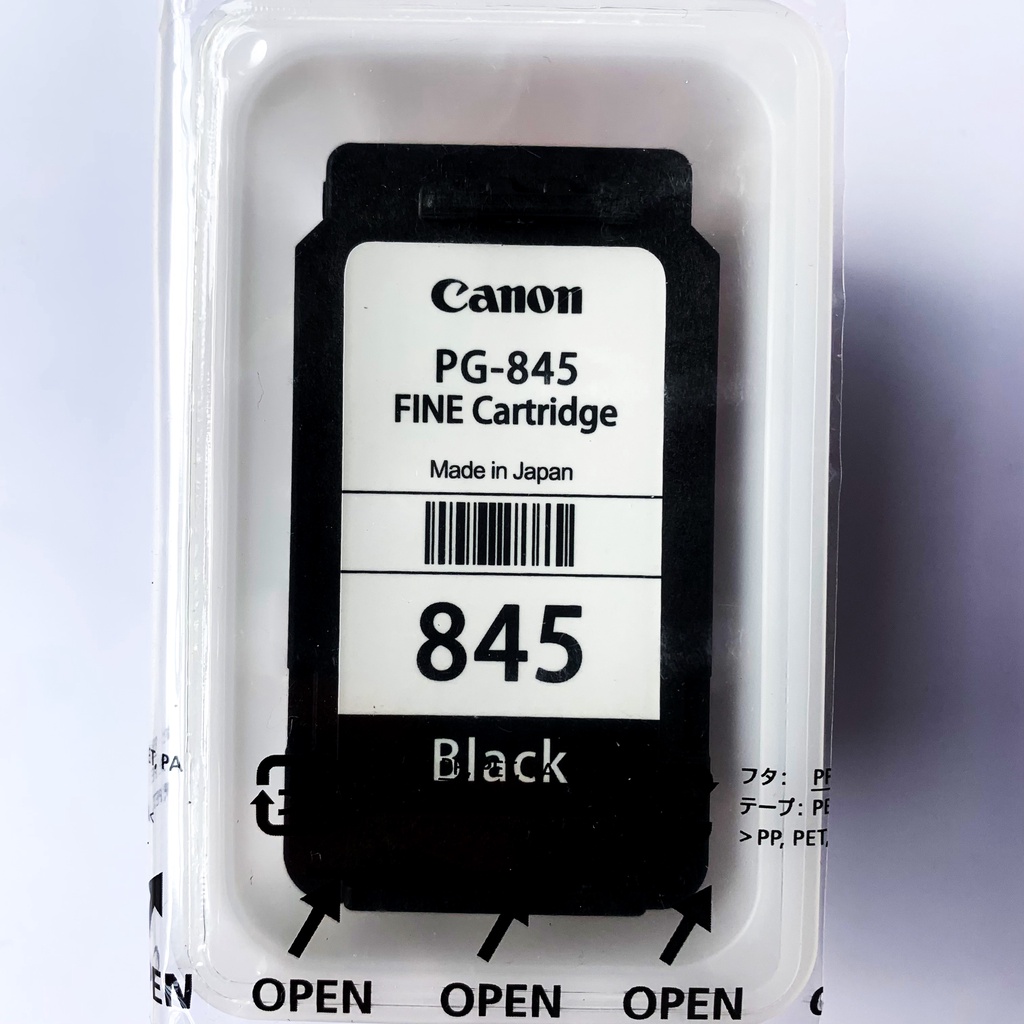 Canon
PG-845
FINE Cartridge
Made in Japan
845
Black
PA
フタ:
テープ:
>PP, PET,
OPEN OPEN OPEN